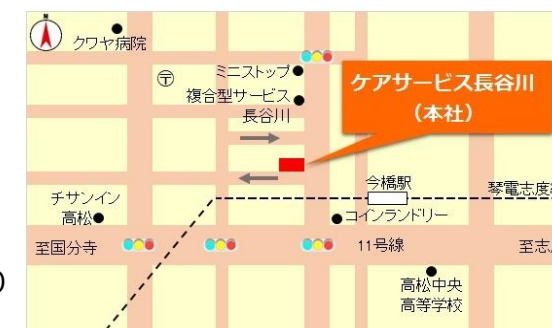 クワヤ病院
〒
ミニストップ
複合型サービス
長谷川
ケアサービス長谷川
（本社）
チサンイン
高松
今橋駅
琴電志度
コインランドリー
至国分寺
11号線
至志
高松中央
高等学校